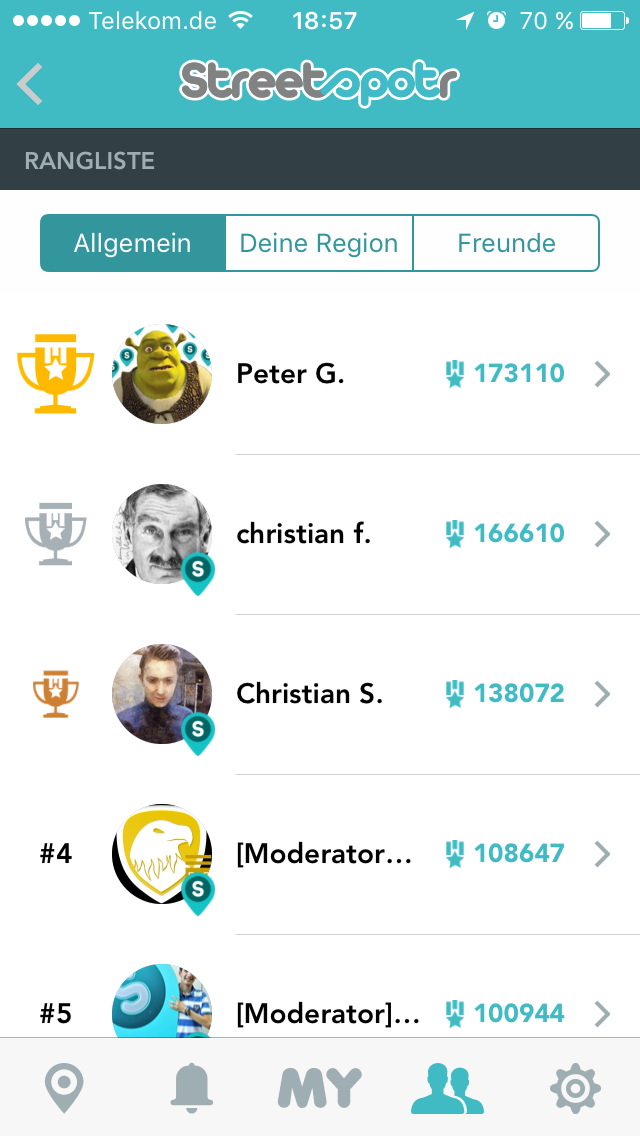 Telekom.de 18:57 70 %
Streetspotr
RANGLISTE
Allgemein Deine Region Freunde
Peter G. 173110
christian f. 166610
S
Christian S. 138072
S
#4 [Moderator... 108647
S
#5 [Moderator]... 100944
MY